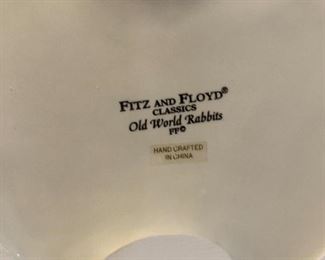 FITZ AND FLOYD®
CLASSICS
Old World Rabbits
FF©
HAND CRAFTED
IN CHINA